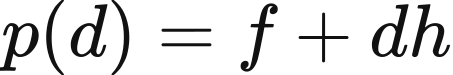 p(d) = f + dh